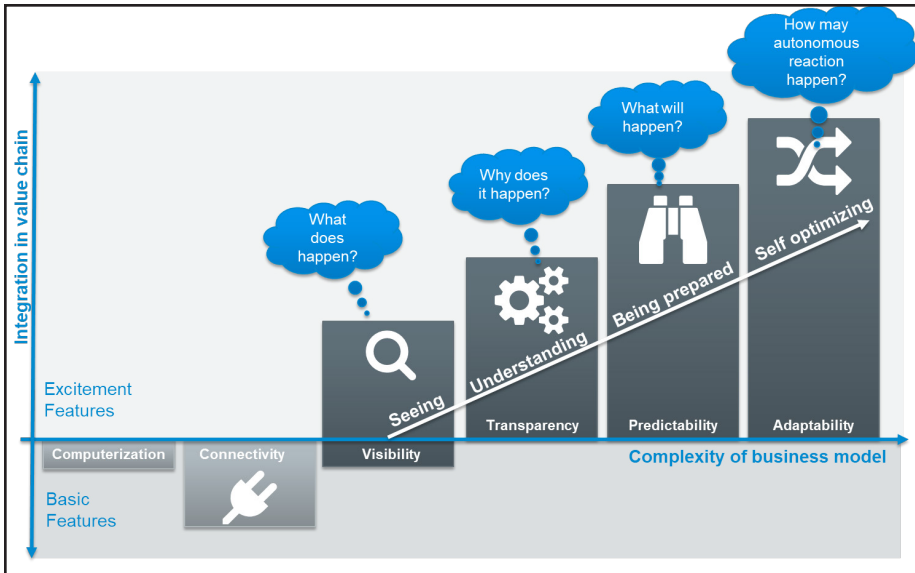 How may
autonomous
reaction
happen?
What will
happen?
Why does
it happen?
What
does
happen?
Integration in value chain
Self optimizing
Being prepared
Understanding
Seeing
Excitement
Features
Transparency
Predictability
Adaptability
Computerization
Connectivity
Visibility
Complexity of business model
Basic
Features